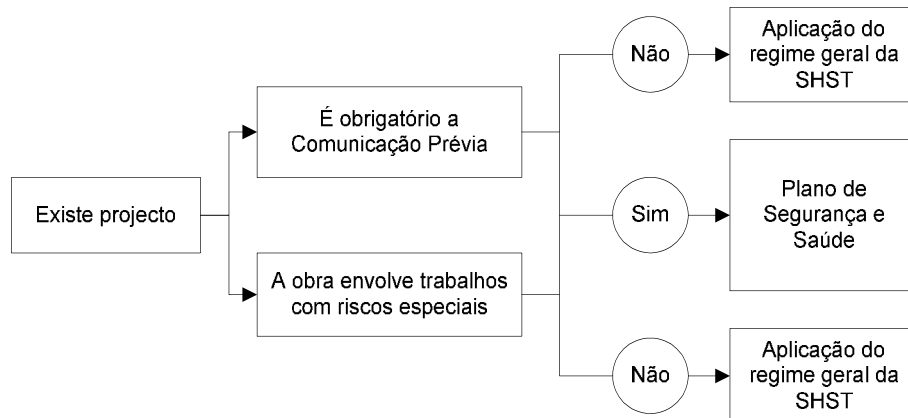 Existe projecto
É obrigatório a
Comunicação Prévia
A obra envolve trabalhos
com riscos especiais
Não
Aplicação do
regime geral da
SHST
Sim
Plano de
Segurança e
Saúde
Não
Aplicação do
regime geral da
SHST